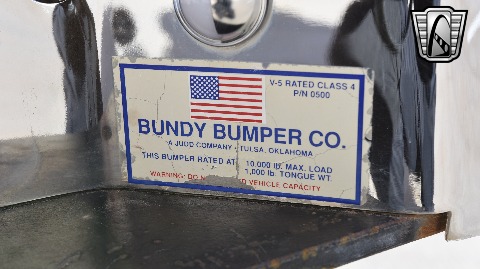 V-5 RATED CLASS 4
P/N 0500
BUNDY BUMPER CO.
A JUDD COMPANY - TULSA, OKLAHOMA
THIS BUMPER RATED AT: 10,000 lb. MAX. LOAD
1,000 lb. TONGUE WT.
WARNING: DO VEHICLE CAPACITY